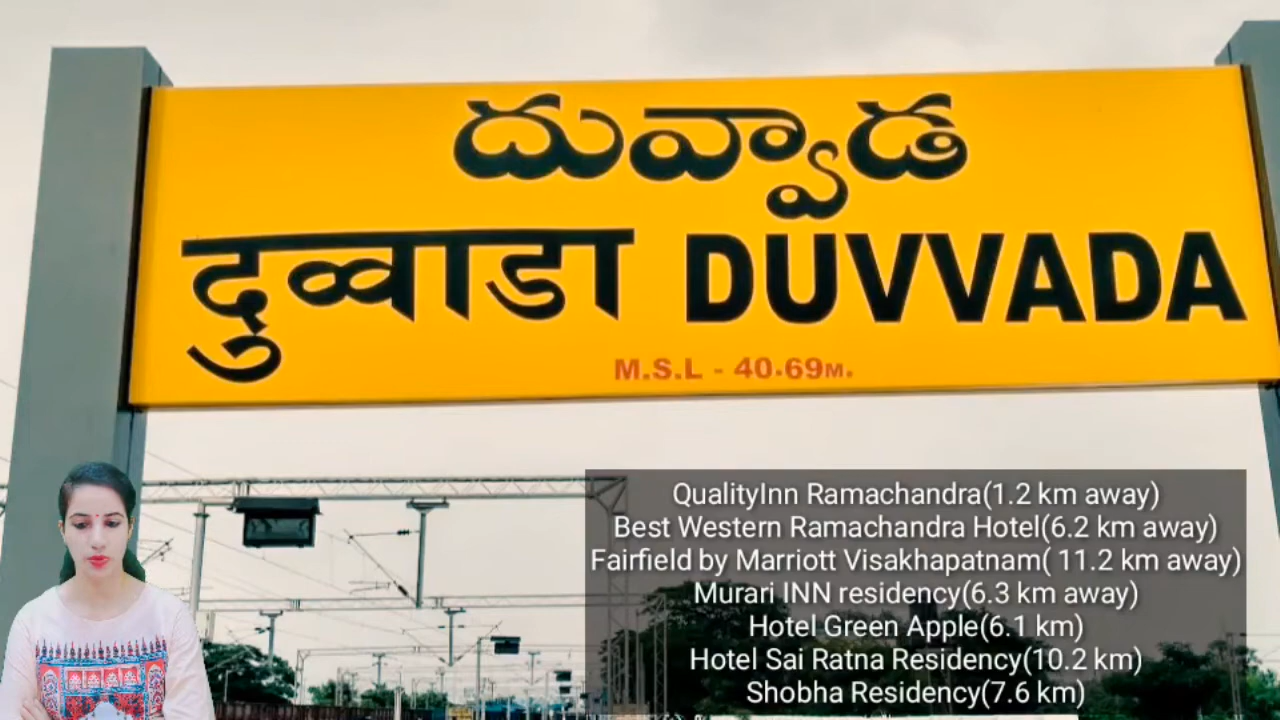 దువ్వాడ
दुव्वाडा DUVVADA
M.S.L - 40.69M.
QualityInn Ramachandra(1.2 km away)
Best Western Ramachandra Hotel(6.2 km away)
Fairfield by Marriott Visakhapatnam( 11.2 km away)
Murari INN residency(6.3 km away)
Hotel Green Apple(6.1 km)
Hotel Sai Ratna Residency(10.2 km)
Shobha Residency(7.6 km)